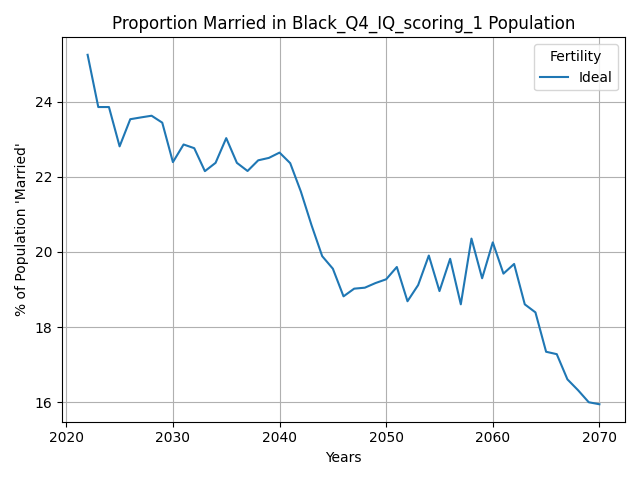 Proportion Married in Black_Q4_IQ_scoring_1 Population
Fertility
Ideal
% of Population 'Married'
24
22
20
18
16
2020 2030 2040 2050 2060 2070
Years